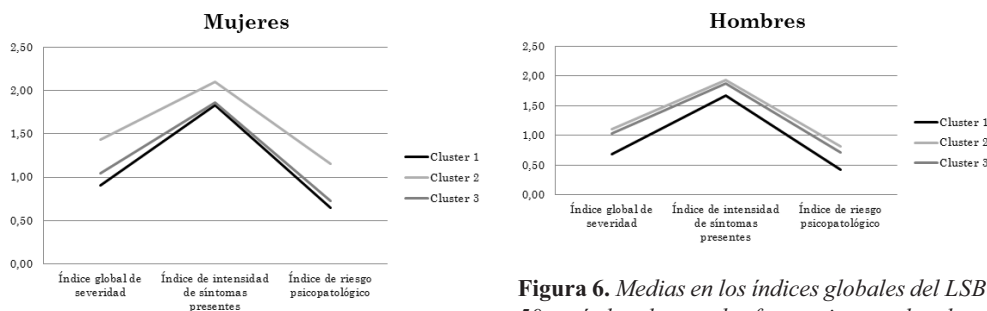 Mujeres
2,50
2,00
1,50
1,00
0,50
0,00
Índice global de severidad
Índice de intensidad de síntomas presentes
Índice de riesgo psicopatológico
Cluster 1
Cluster 2
Cluster 3
Hombres
2,50
2,00
1,50
1,00
0,50
0,00
Índice global de severidad
Índice de intensidad de síntomas presentes
Índice de riesgo psicopatológico
Cluster 1
Cluster 2
Cluster 3
Figura 6. Medias en los índices globales del LSB